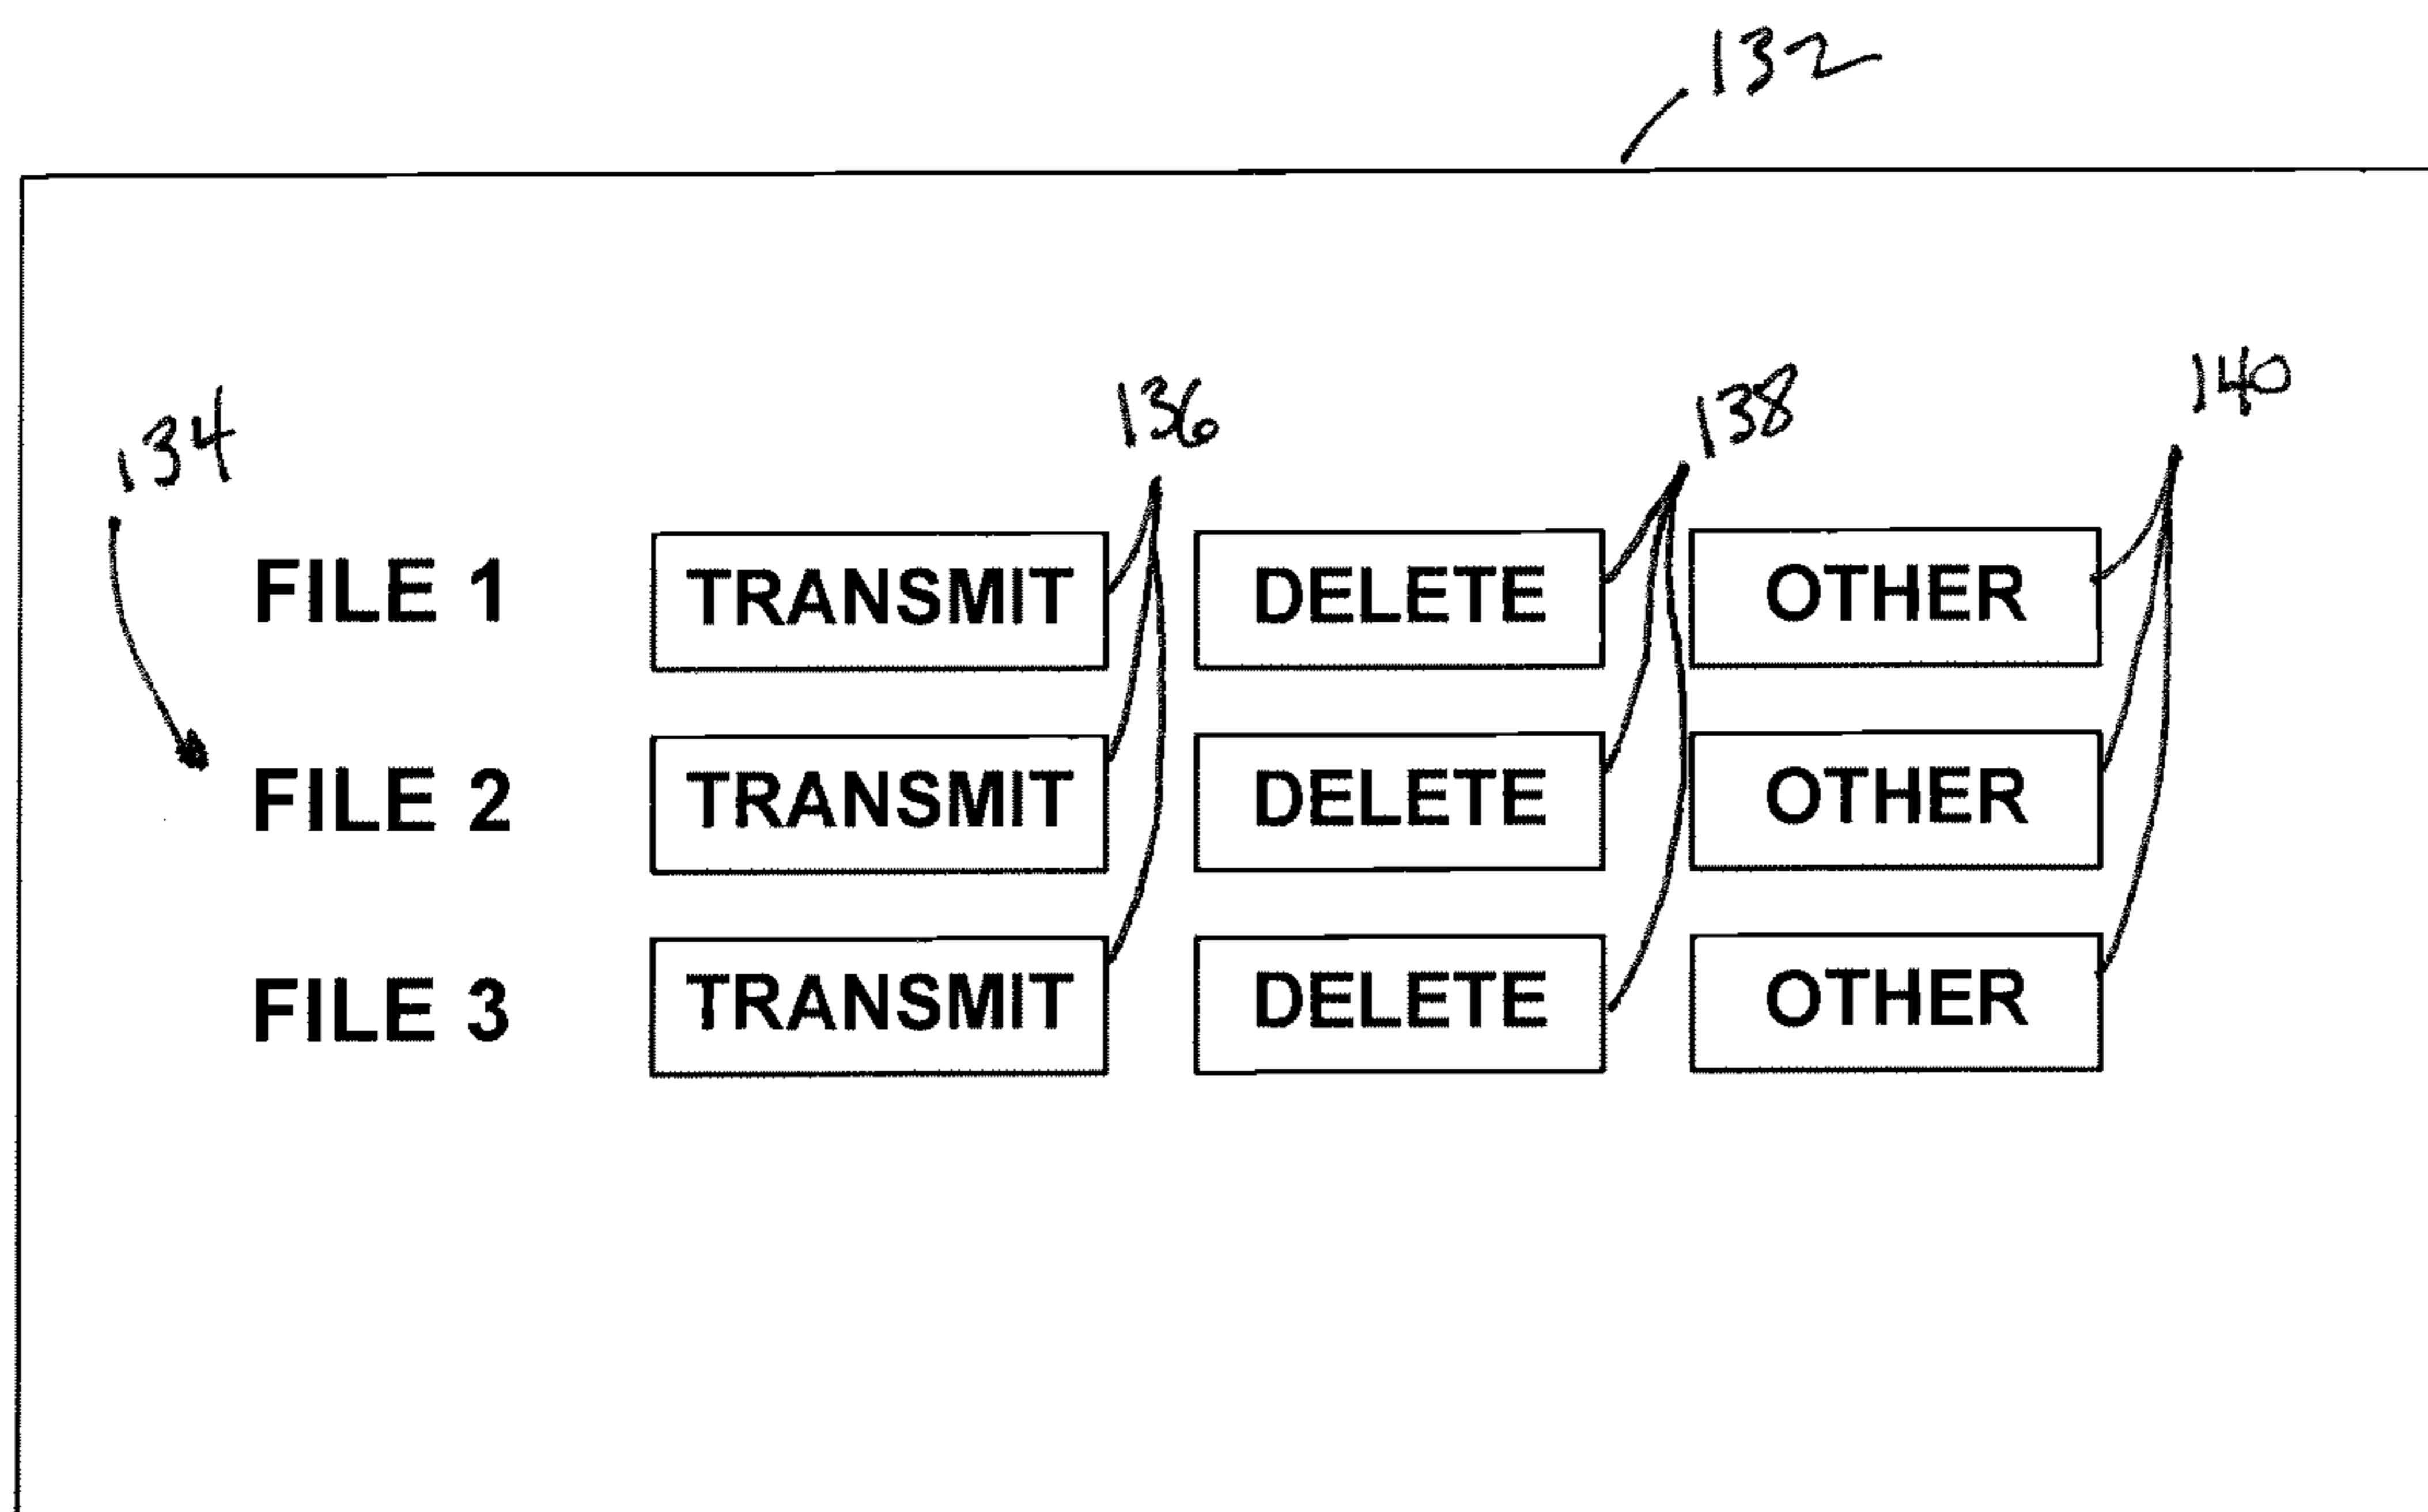 132
134
136
138
140
FILE 1 TRANSMIT DELETE OTHER
FILE 2 TRANSMIT DELETE OTHER
FILE 3 TRANSMIT DELETE OTHER